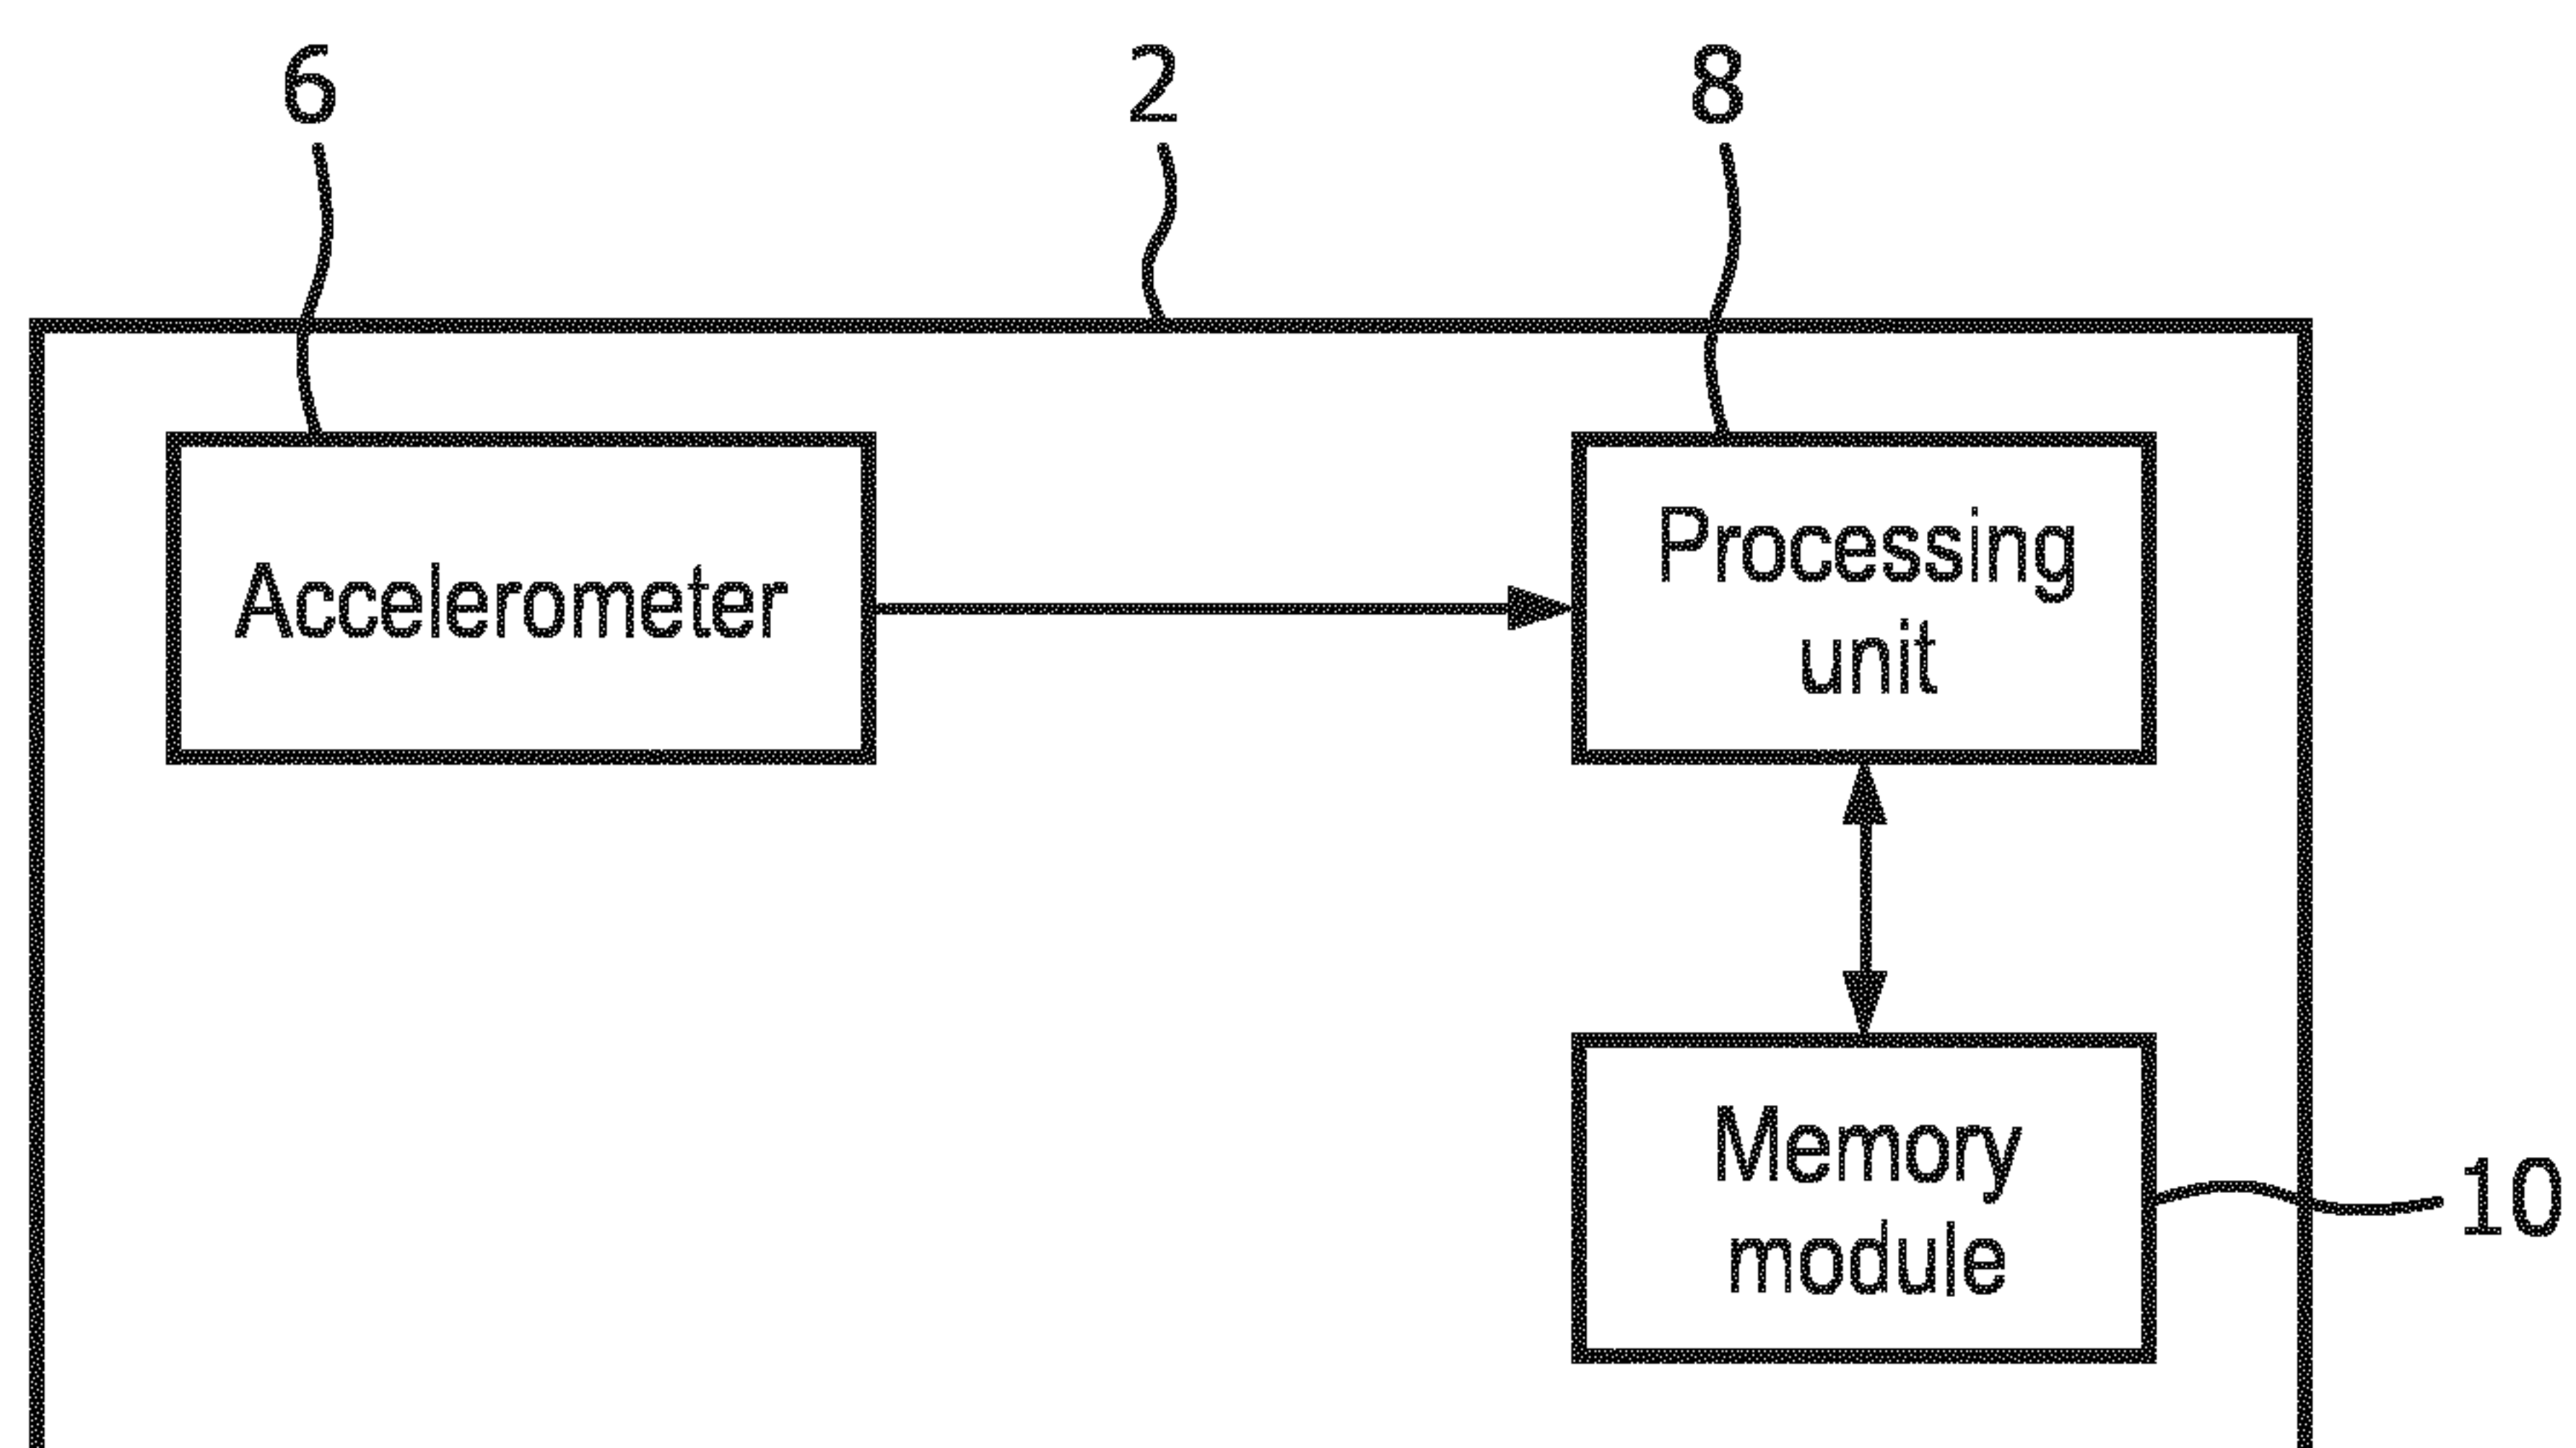 6
2
8
Accelerometer
Processing
unit
Memory
module
10